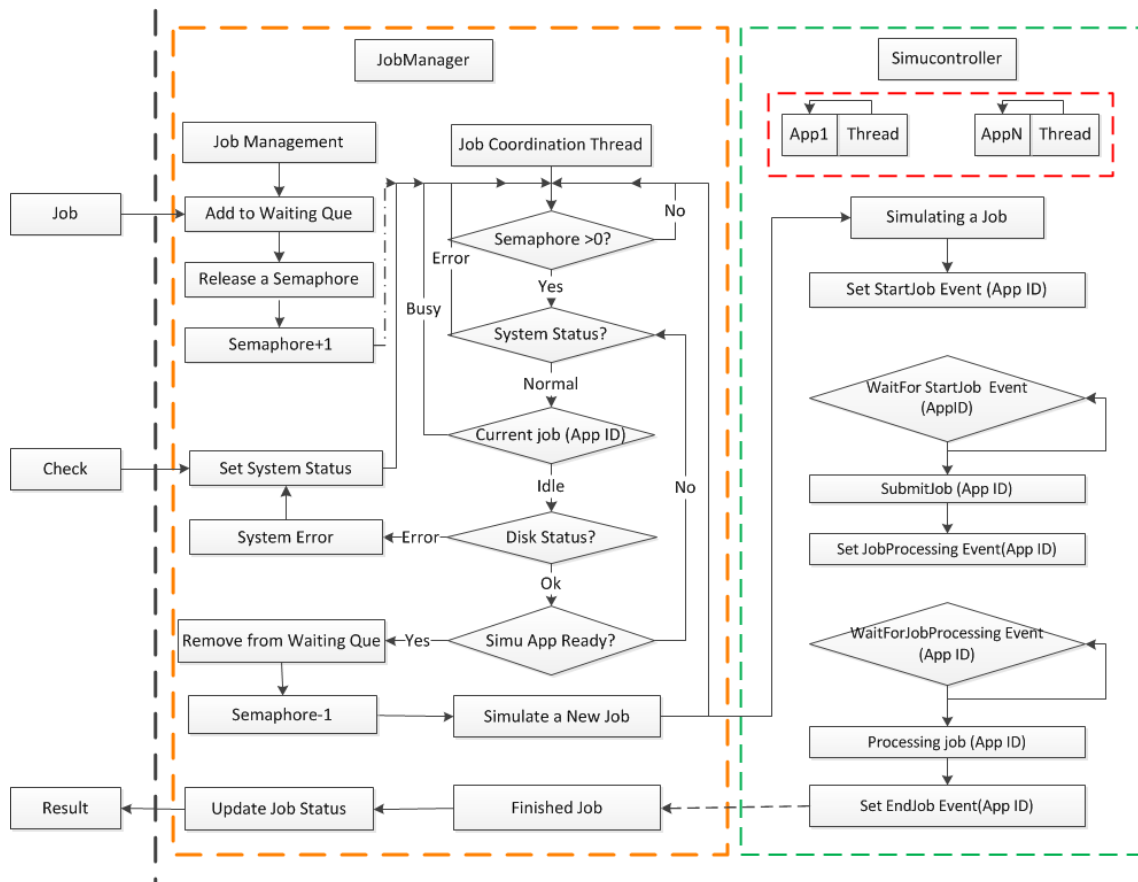 JobManager
Simucontroller
App1
Thread
AppN
Thread
Job Management
Job Coordination Thread
Job
Add to Waiting Que
No
Simulating a Job
Semaphore >0?
Error
Release a Semaphore
Yes
Set StartJob Event (App ID)
Busy
Semaphore+1
System Status?
Normal
WaitFor StartJob Event
(AppID)
Current job (App ID)
Check
Set System Status
Idle
No
SubmitJob (App ID)
System Error
Error
Disk Status?
Set JobProcessing Event(App ID)
Ok
Remove from Waiting Que
Yes
Simu App Ready?
WaitForJobProcessing Event
(App ID)
Semaphore-1
Simulate a New Job
Processing job (App ID)
Result
Update Job Status
Finished Job
Set EndJob Event(App ID)